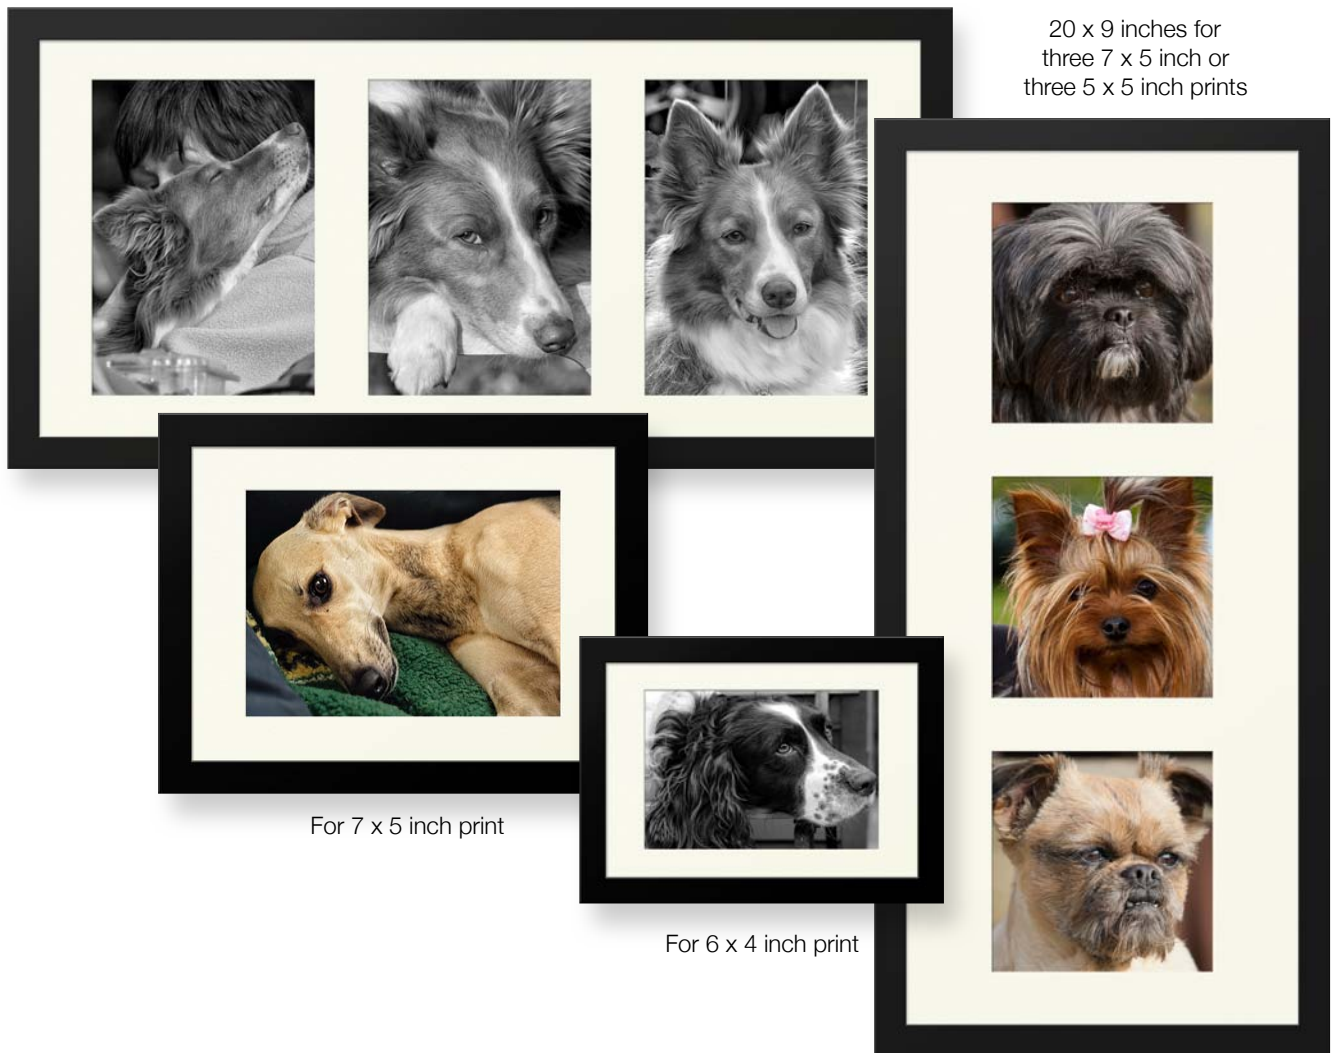 20 x 9 inches for
three 7 x 5 inch or
three 5 x 5 inch prints
For 7 x 5 inch print
For 6 x 4 inch print